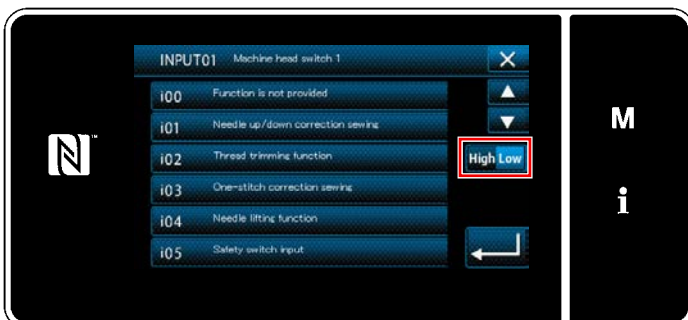 INPUT01 Machine head switch 1
i00 Function is not provided
i01 Needle up/down correction sewing
i02 Thread trimming function
High Low
i03 One-stitch correction sewing
i04 Needle lifting function
i05 Safety switch input
M
i